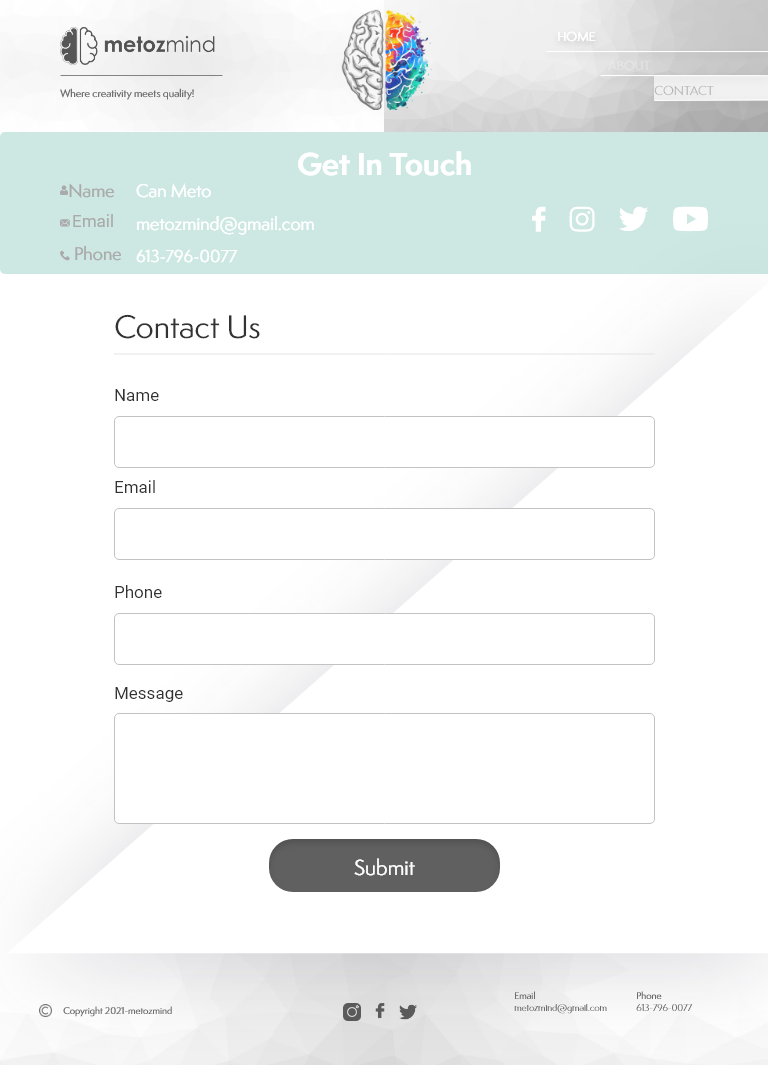 metozmind
Where creativity meets quality!
HOME
ABOUT
CONTACT
Get In Touch
Name Can Meto
Email metozmind@gmail.com
Phone 613-796-0077
Contact Us
Name
Email
Phone
Message
Submit
© Copyright 2021-metozmind
Email
metozmind@gmail.com
Phone
613-796-0077